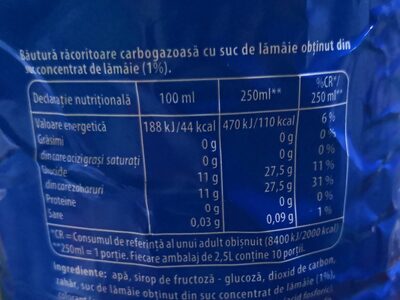 Băutură răcoritoare carbogazoasă cu suc de lămâie obținut din
suc concentrat de lămâie (1%).
Declarație nutrițională 100 ml 250ml** %CR*/ 250 ml**
Valoare energetică 188 kJ/44 kcal 470 kJ/110 kcal 6 %
Grăsimi 0 g 0 g 0 %
din care acizi grași saturați 0 g 0 g 0 %
Glucide 11 g 27,5 g 11 %
din care zaharuri 11 g 27,5 g 31 %
Proteine 0 g 0 g 0 %
Sare 0,03 g 0,09 g 1 %
*CR = Consumul de referință al unui adult obișnuit (8400 kJ/2000 kcal)
**250ml = 1 porție. Fiecare ambalaj de 2,5L conține 10 porții.
Ingrediente: apă, sirop de fructoză - glucoză, dioxid de carbon,
zahăr, suc de lămâie obținut din suc concentrat de lămâie (1%),